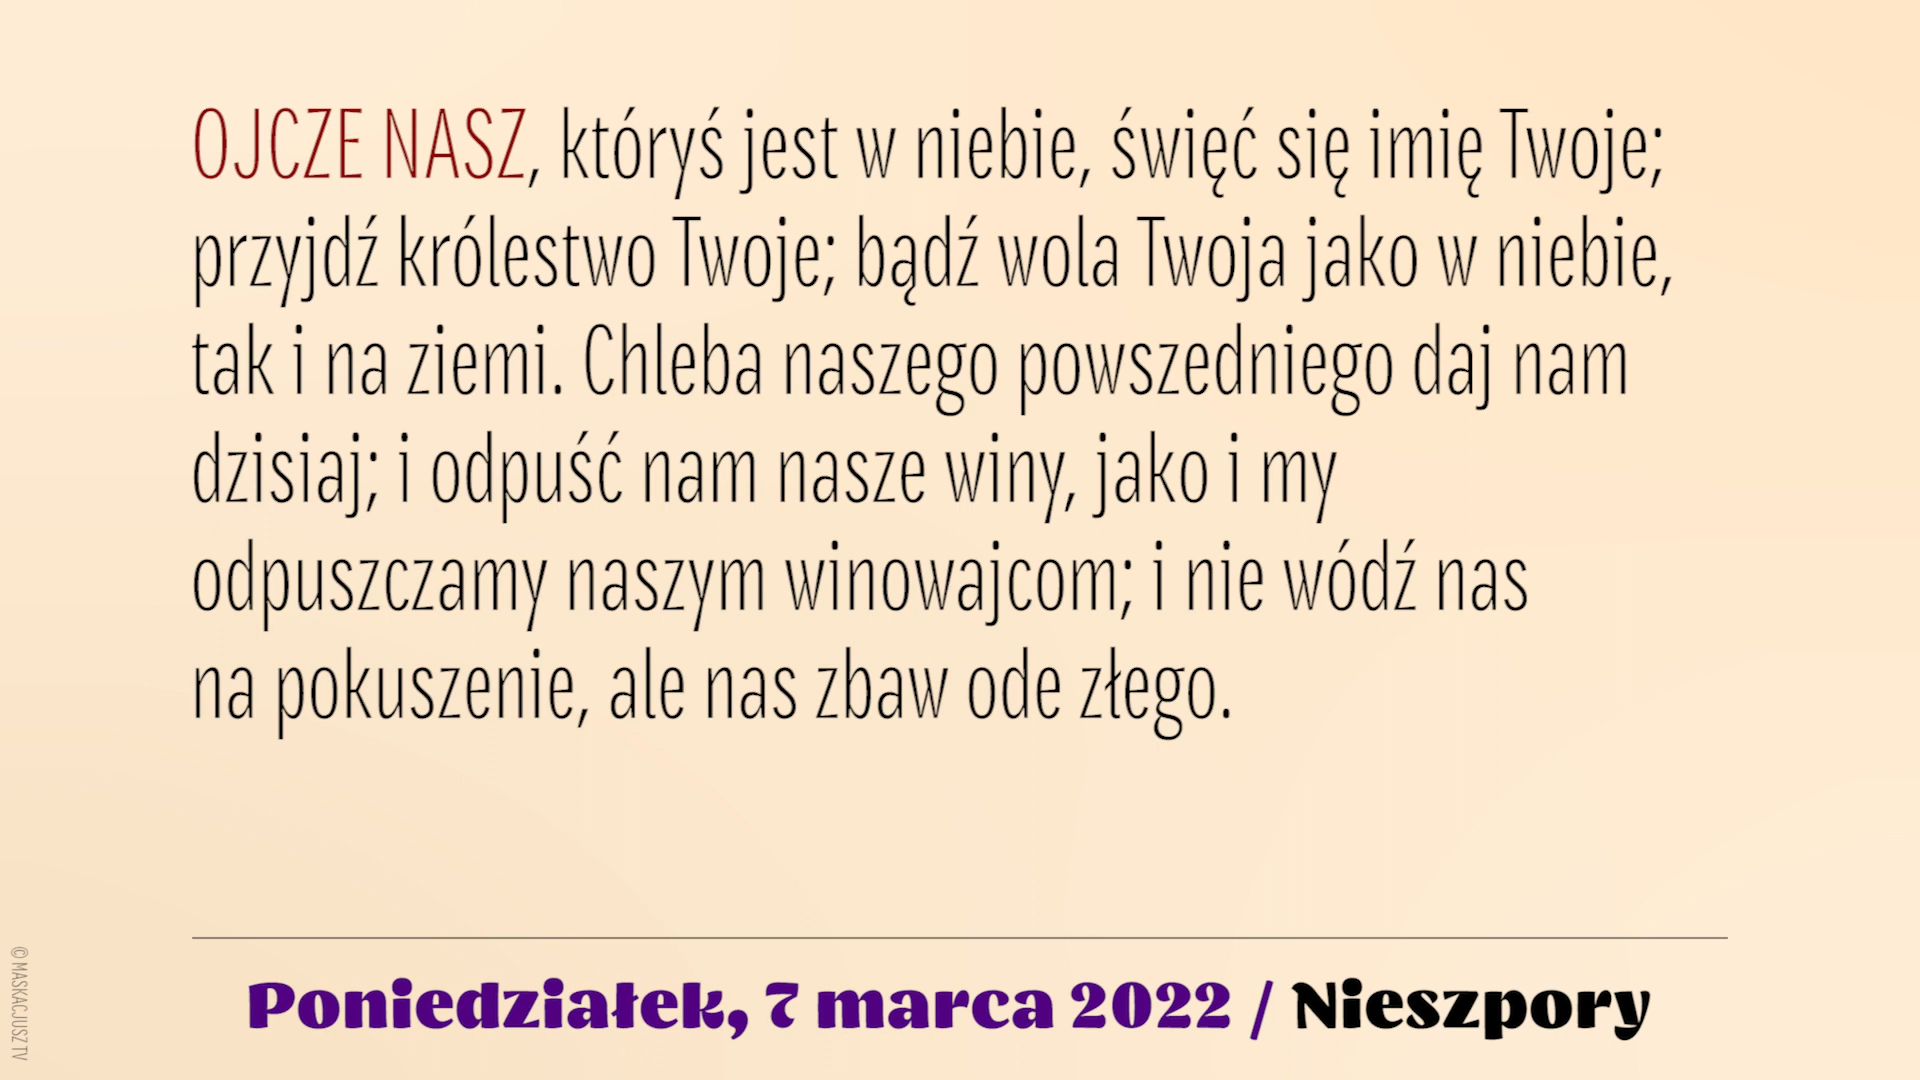 OJCZE NASZ, któryś jest w niebie, święć się imię Twoje;
przyjdź królestwo Twoje; bądź wola Twoja jako w niebie,
tak i na ziemi. Chleba naszego powszedniego daj nam
dzisiaj; i odpuść nam nasze winy, jako i my
odpuszczamy naszym winowajcom; i nie wódź nas
na pokuszenie, ale nas zbaw ode złego.
Poniedziałek, 7 marca 2022 / Nieszpory
© MASKACJUSZ TV